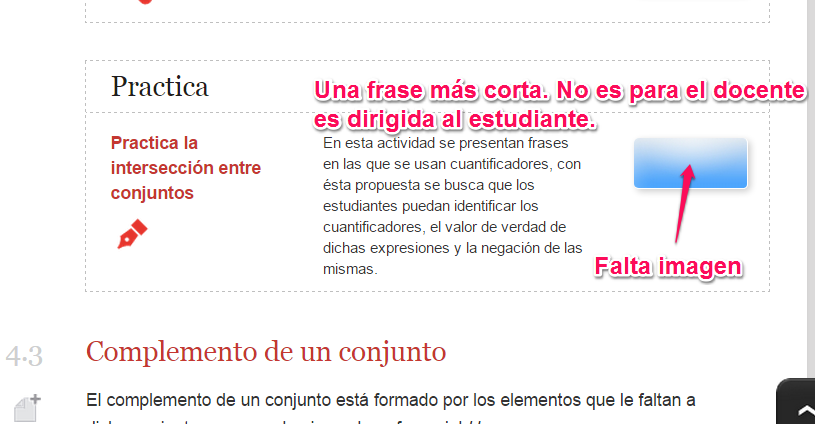 Practica
Una frase más corta. No es para el docente
es dirigida al estudiante.
Practica la
intersección entre
conjuntos
En esta actividad se presentan frases
en las que se usan cuantificadores, con
ésta propuesta se busca que los
estudiantes puedan identificar los
cuantificadores, el valor de verdad de
dichas expresiones y la negación de las
mismas.
Falta imagen
4.3
Complemento de un conjunto
El complemento de un conjunto está formado por los elementos que le faltan a